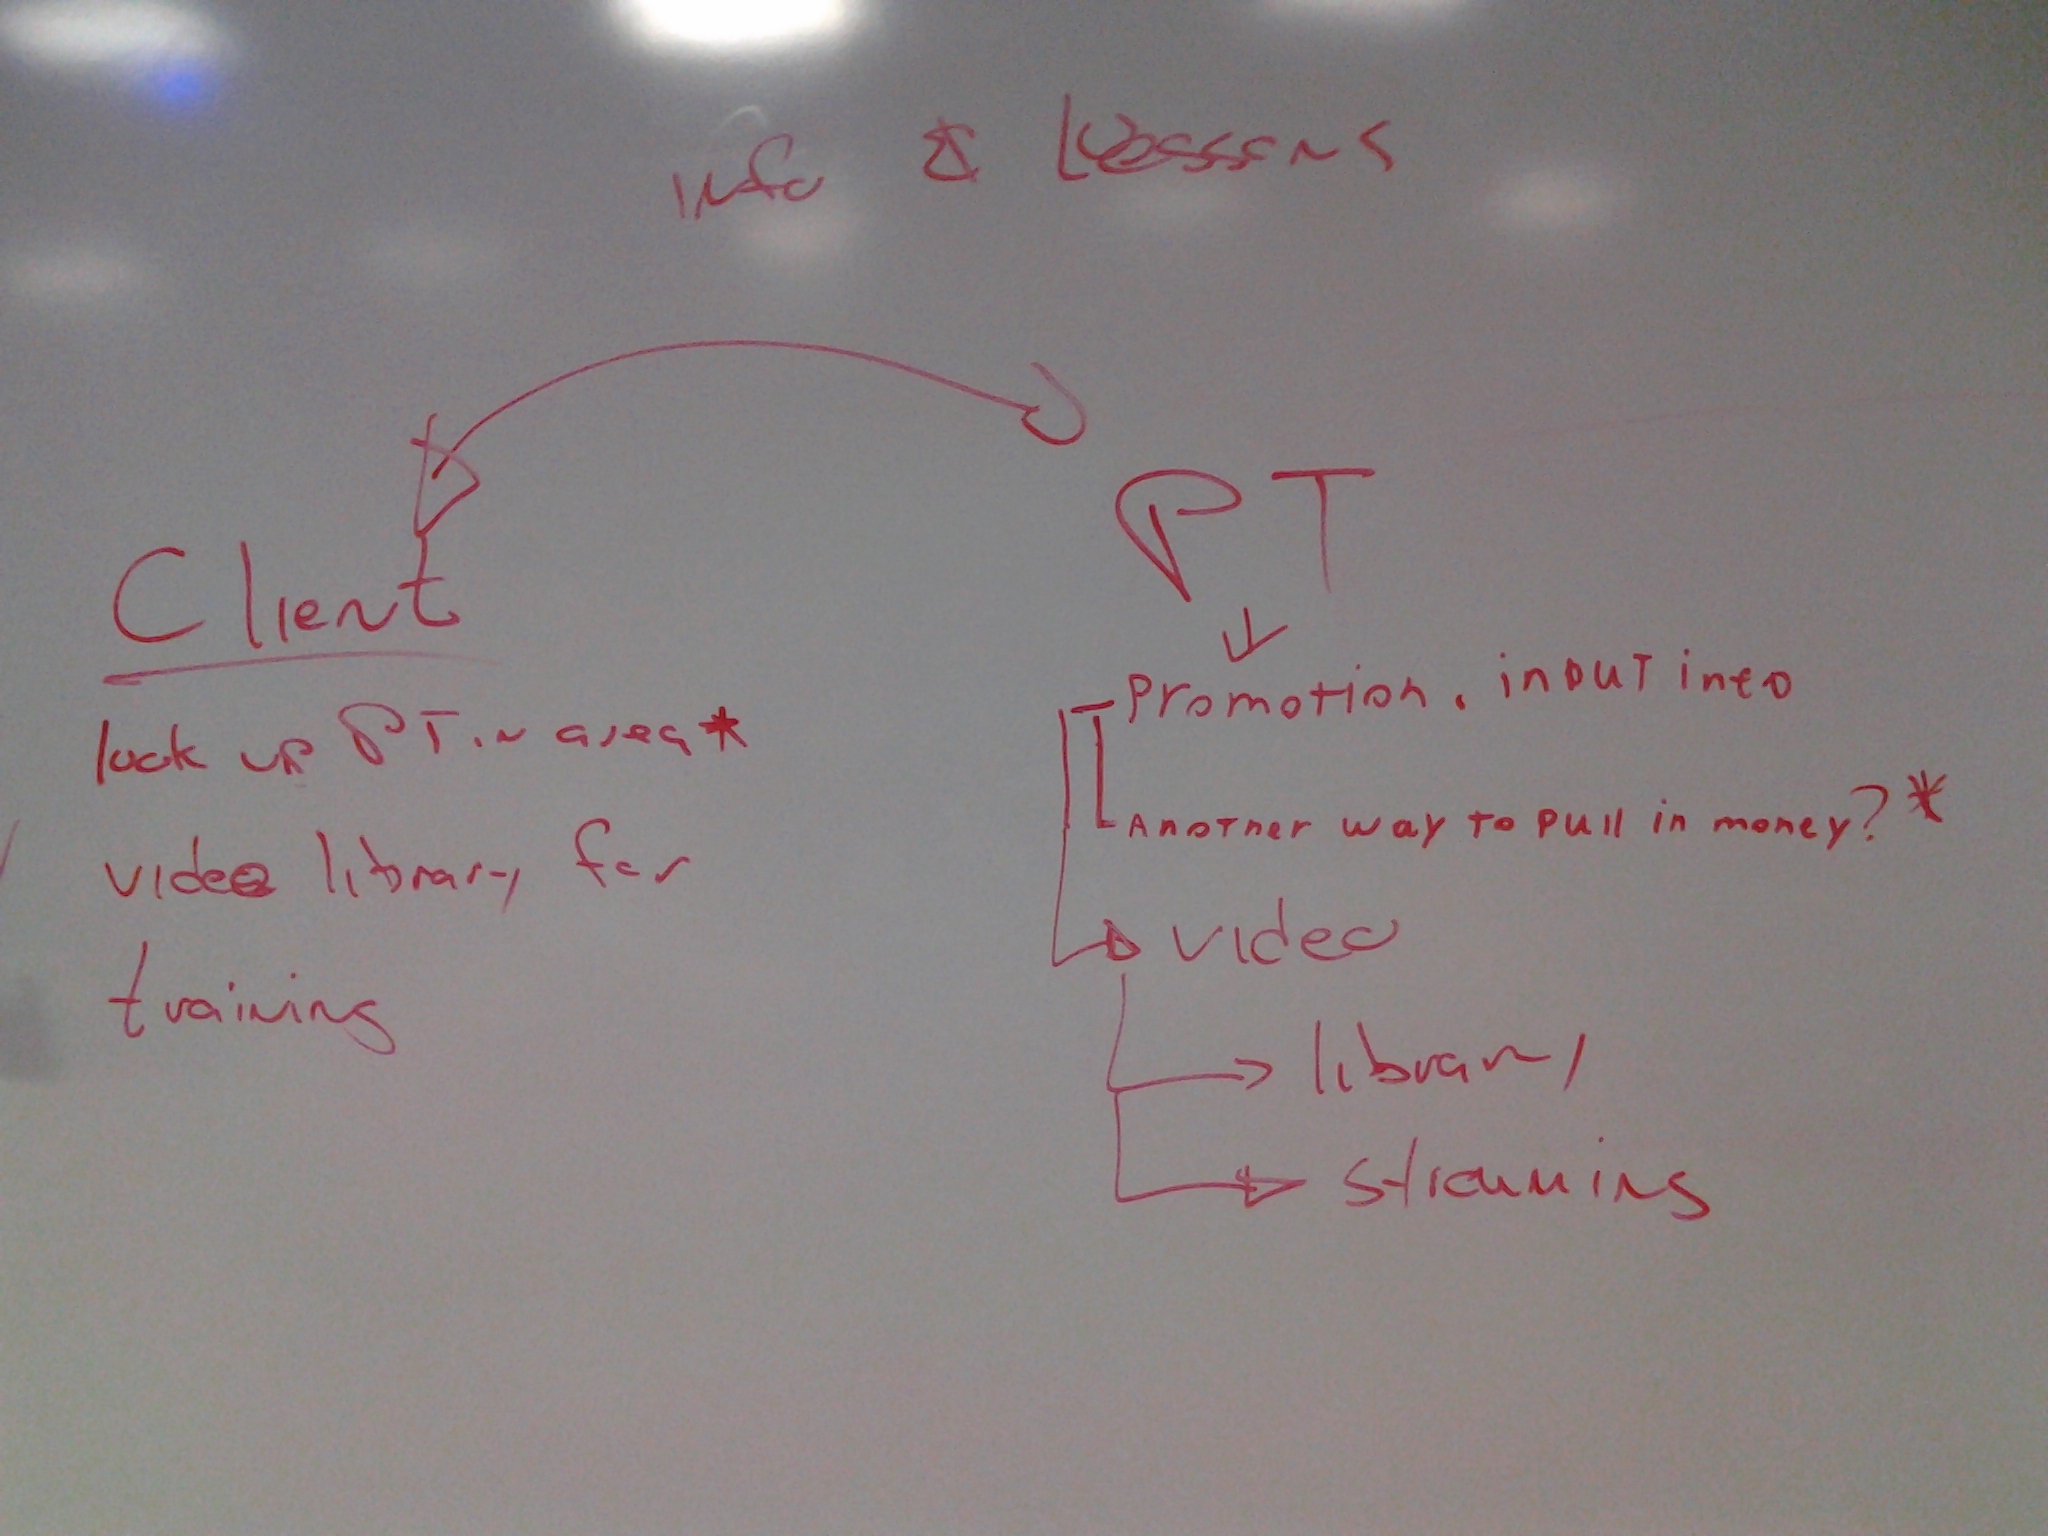 info & Lessons
Client
look up PT in area*
video library for
training
PT
Promotion. input info
Another way to pull in money? *
video
library
streaming